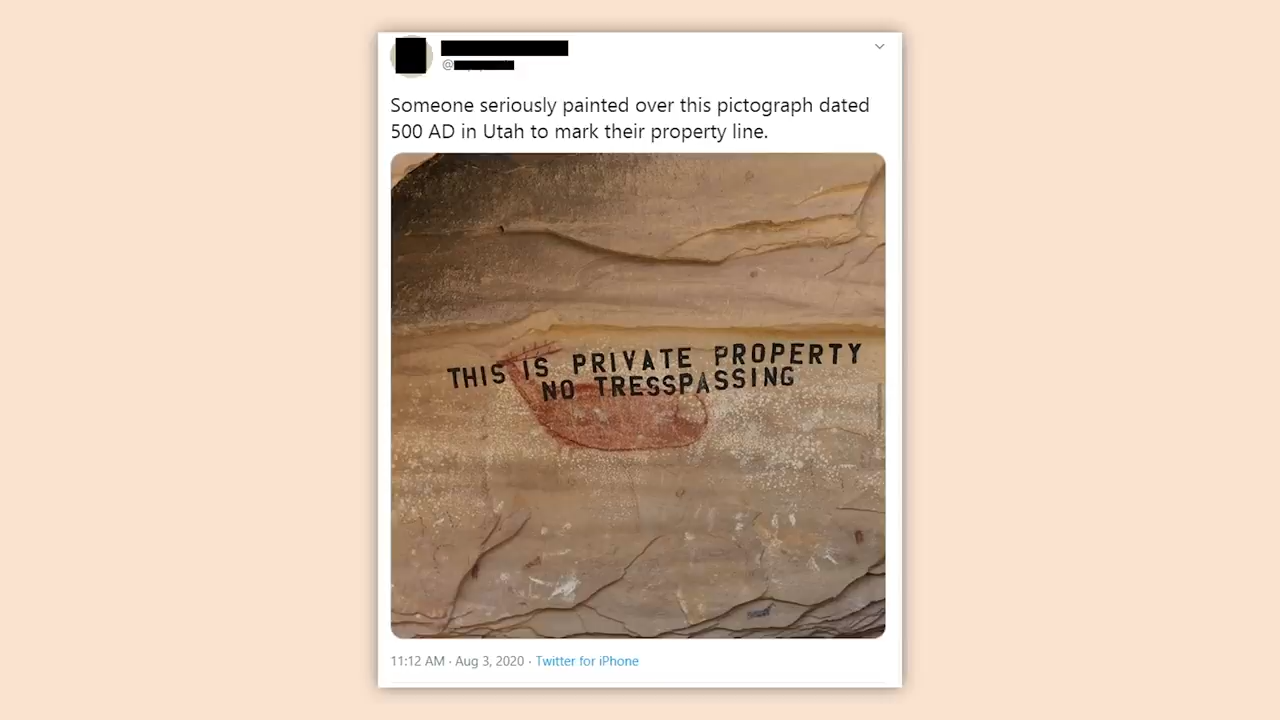 @
Someone seriously painted over this pictograph dated
500 AD in Utah to mark their property line.
THIS IS PRIVATE PROPERTY
NO TRESSPASSING
11:12 AM · Aug 3, 2020 · Twitter for iPhone